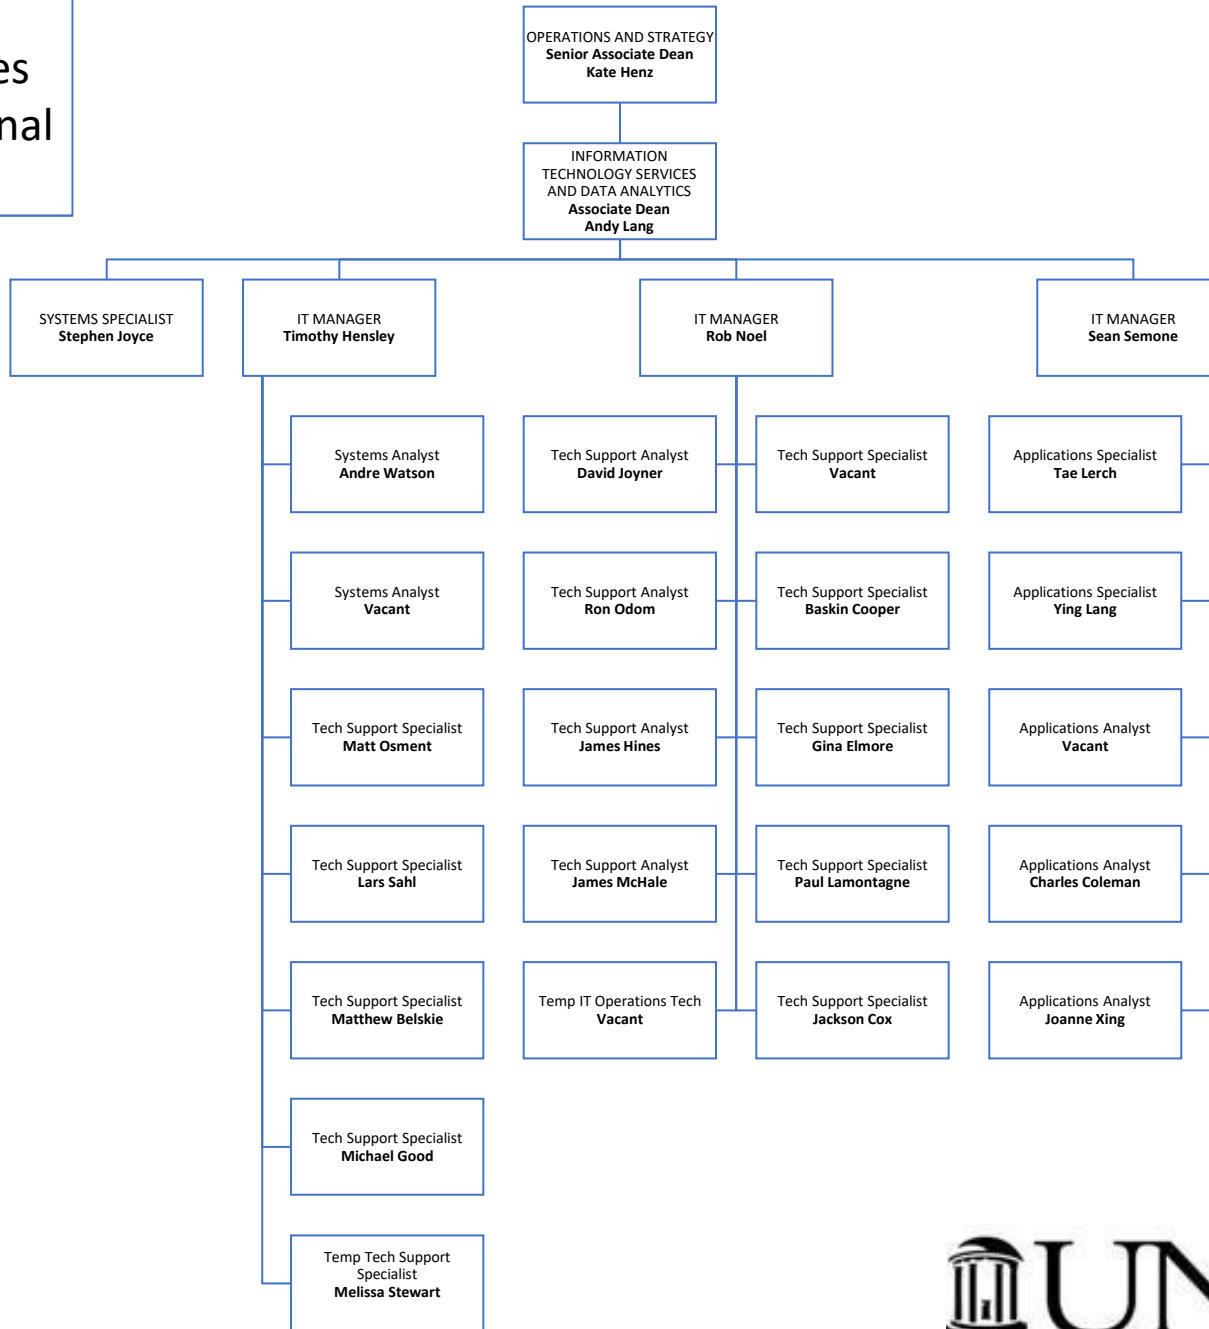 es
nal
OPERATIONS AND STRATEGY
Senior Associate Dean
Kate Henz
INFORMATION
TECHNOLOGY SERVICES
AND DATA ANALYTICS
Associate Dean
Andy Lang
SYSTEMS SPECIALIST
Stephen Joyce
IT MANAGER
Timothy Hensley
IT MANAGER
Rob Noel
IT MANAGER
Sean Semone
Systems Analyst
Andre Watson
Tech Support Analyst
David Joyner
Tech Support Specialist
Vacant
Applications Specialist
Tae Lerch
Systems Analyst
Vacant
Tech Support Analyst
Ron Odom
Tech Support Specialist
Baskin Cooper
Applications Specialist
Ying Lang
Tech Support Specialist
Matt Osment
Tech Support Analyst
James Hines
Tech Support Specialist
Gina Elmore
Applications Analyst
Vacant
Tech Support Specialist
Lars Sahl
Tech Support Analyst
James McHale
Tech Support Specialist
Paul Lamontagne
Applications Analyst
Charles Coleman
Tech Support Specialist
Matthew Belskie
Temp IT Operations Tech
Vacant
Tech Support Specialist
Jackson Cox
Applications Analyst
Joanne Xing
Tech Support Specialist
Michael Good
Temp Tech Support
Specialist
Melissa Stewart
UN